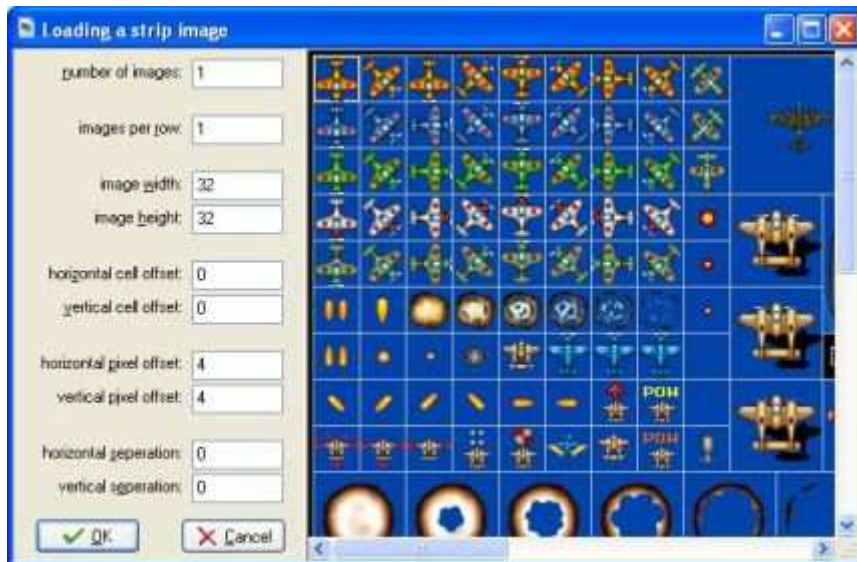 Loading a strip image
number of images: 1
images per row: 1
image width: 32
image height: 32
horizontal cell offset: 0
vertical cell offset: 0
horizontal pixel offset: 4
vertical pixel offset: 4
horizontal seperation: 0
vertical seperation: 0
OK
Cancel
POW
POW